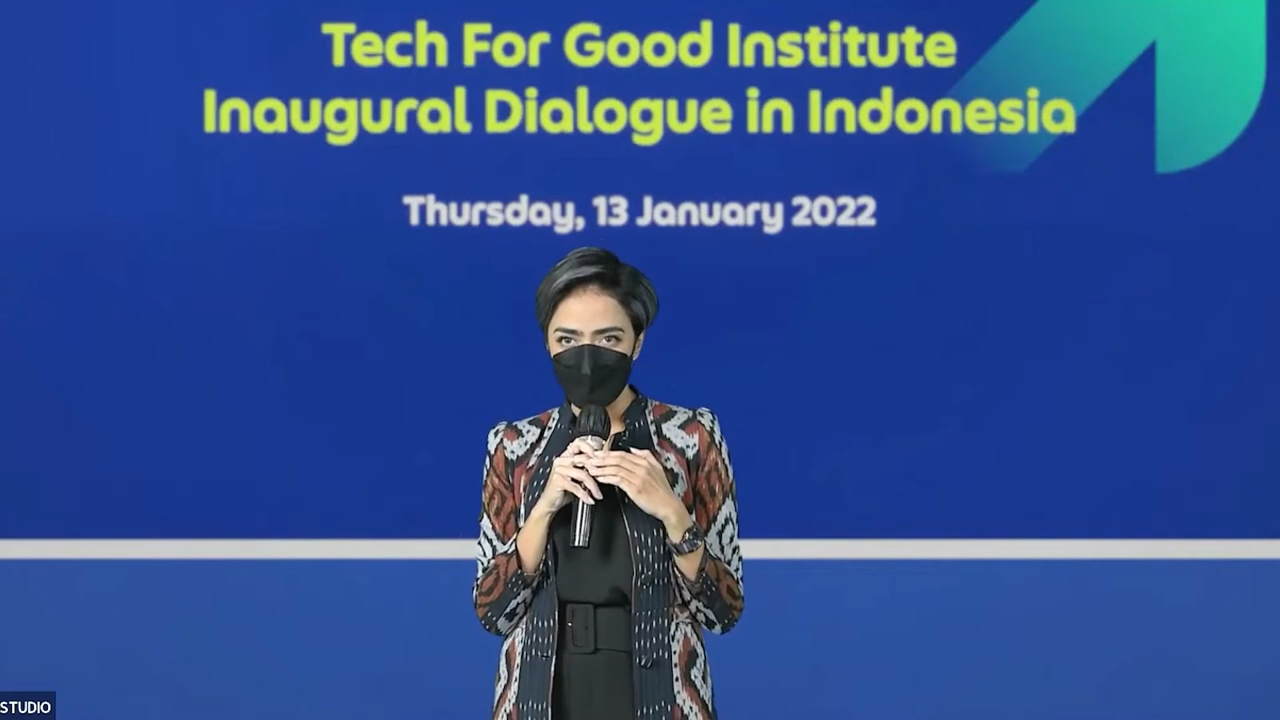 Tech For Good Institute
Inaugural Dialogue in Indonesia
Thursday, 13 January 2022
STUDIO